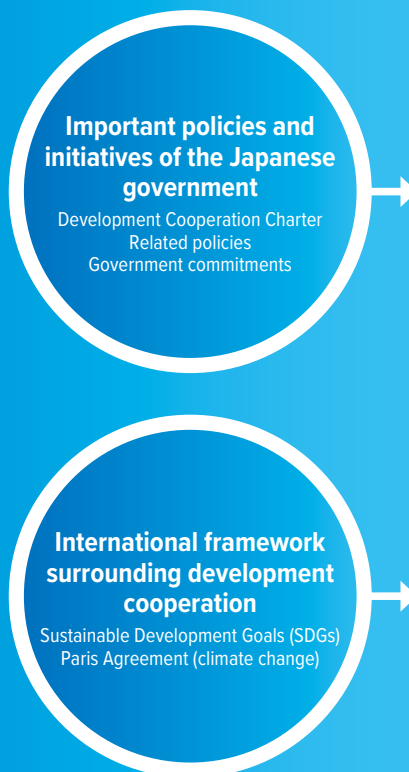 Important policies and
initiatives of the Japanese
government
Development Cooperation Charter
Related policies
Government commitments
International framework
surrounding development
cooperation
Sustainable Development Goals (SDGs)
Paris Agreement (climate change)